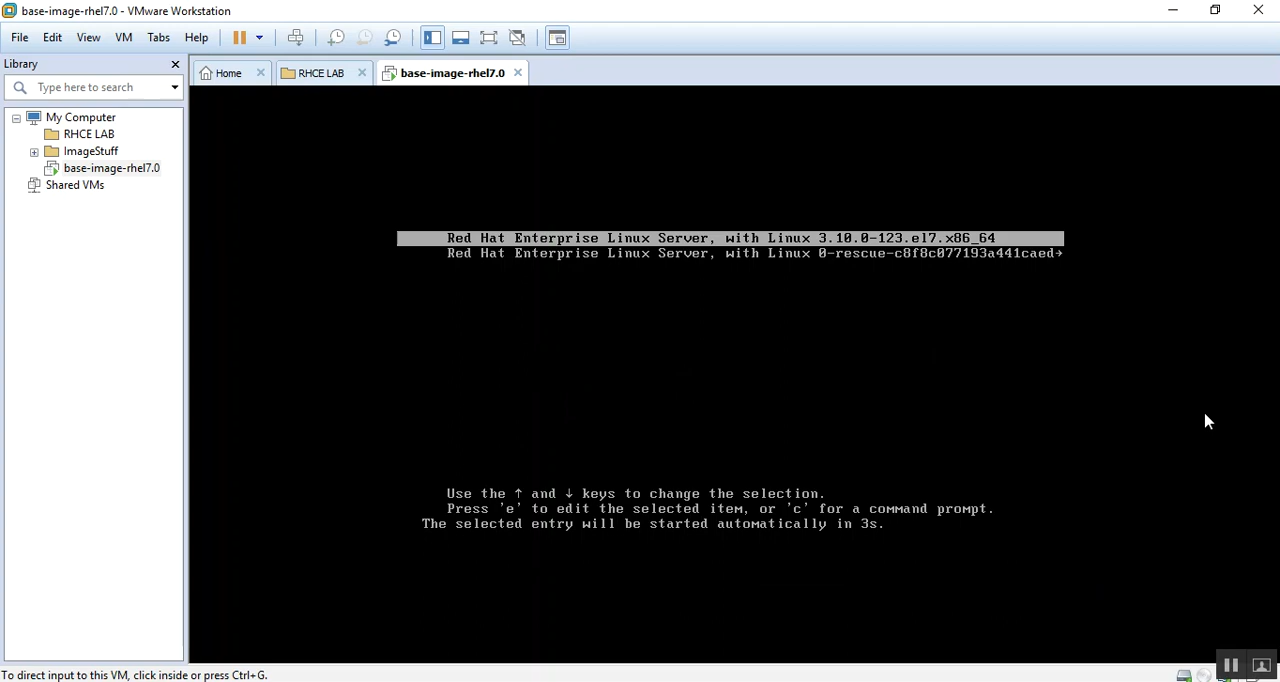 base-image-rhel7.0 - VMware Workstation
File Edit View VM Tabs Help
Library
Type here to search
My Computer
RHCE LAB
ImageStuff
base-image-rhel7.0
Shared VMs
Home RHCE LAB base-image-rhel7.0
Red Hat Enterprise Linux Server, with Linux 3.10.0-123.el7.x86_64
Red Hat Enterprise Linux Server, with Linux 0-rescue-c8f8c077193a441caed→
Use the ↑ and ↓ keys to change the selection.
Press 'e' to edit the selected item, or 'c' for a command prompt.
The selected entry will be started automatically in 3s.
To direct input to this VM, click inside or press Ctrl+G.